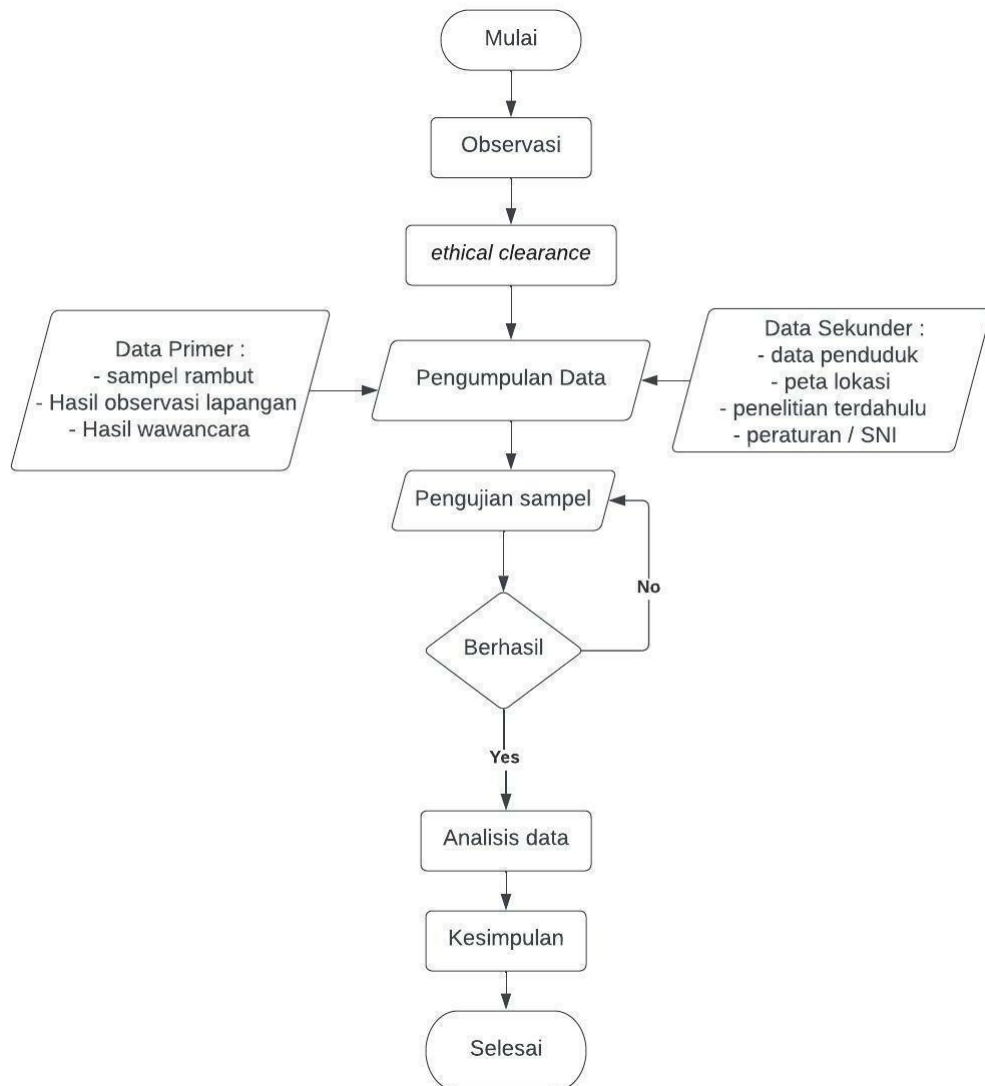 Mulai
Observasi
ethical clearance
Data Primer :
- sampel rambut
- Hasil observasi lapangan
- Hasil wawancara
Pengumpulan Data
Data Sekunder :
- data penduduk
- peta lokasi
- penelitian terdahulu
- peraturan / SNI
Pengujian sampel
No
Berhasil
Yes
Analisis data
Kesimpulan
Selesai